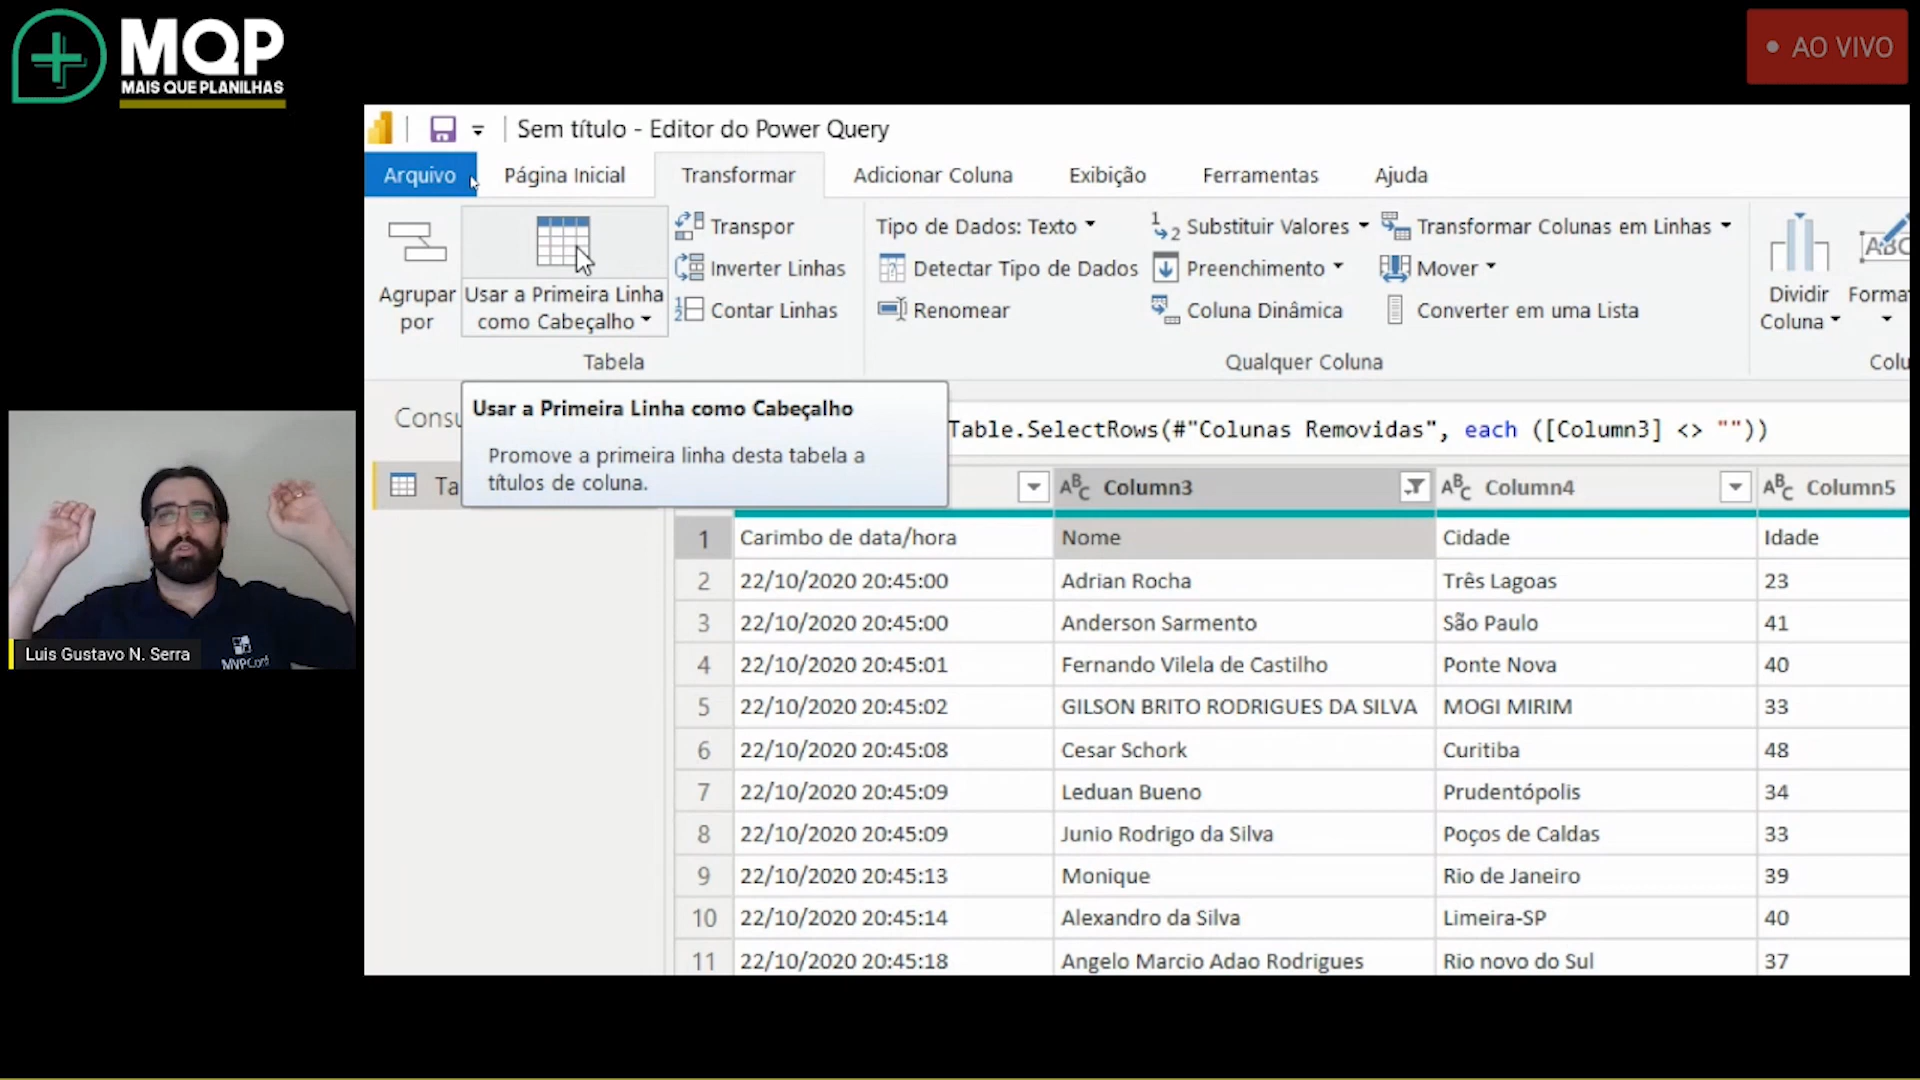 MQP
MAIS QUE PLANILHAS
AO VIVO
Sem título - Editor do Power Query
Arquivo Página Inicial Transformar Adicionar Coluna Exibição Ferramentas Ajuda
Agrupar por
Usar a Primeira Linha como Cabeçalho
Transpor
Inverter Linhas
Contar Linhas
Tabela
Tipo de Dados: Texto
Detectar Tipo de Dados
Renomear
Substituir Valores
Preenchimento
Coluna Dinâmica
Transformar Colunas em Linhas
Mover
Converter em uma Lista
Qualquer Coluna
Dividir Coluna
ABC
Usar a Primeira Linha como Cabeçalho
Promove a primeira linha desta tabela a
títulos de coluna.
Table.SelectRows(#"Colunas Removidas", each ([Column3] <> ""))
ABC Column3 ABC Column4 ABC Column5
1 Carimbo de data/hora Nome Cidade Idade
2 22/10/2020 20:45:00 Adrian Rocha Três Lagoas 23
3 22/10/2020 20:45:00 Anderson Sarmento São Paulo 41
4 22/10/2020 20:45:01 Fernando Vilela de Castilho Ponte Nova 40
5 22/10/2020 20:45:02 GILSON BRITO RODRIGUES DA SILVA MOGI MIRIM 33
6 22/10/2020 20:45:08 Cesar Schork Curitiba 48
7 22/10/2020 20:45:09 Leduan Bueno Prudentópolis 34
8 22/10/2020 20:45:09 Junio Rodrigo da Silva Poços de Caldas 33
9 22/10/2020 20:45:13 Monique Rio de Janeiro 39
10 22/10/2020 20:45:14 Alexandro da Silva Limeira-SP 40
11 22/10/2020 20:45:18 Angelo Marcio Adao Rodrigues Rio novo do Sul 37
Luis Gustavo N. Serra
MVPConf